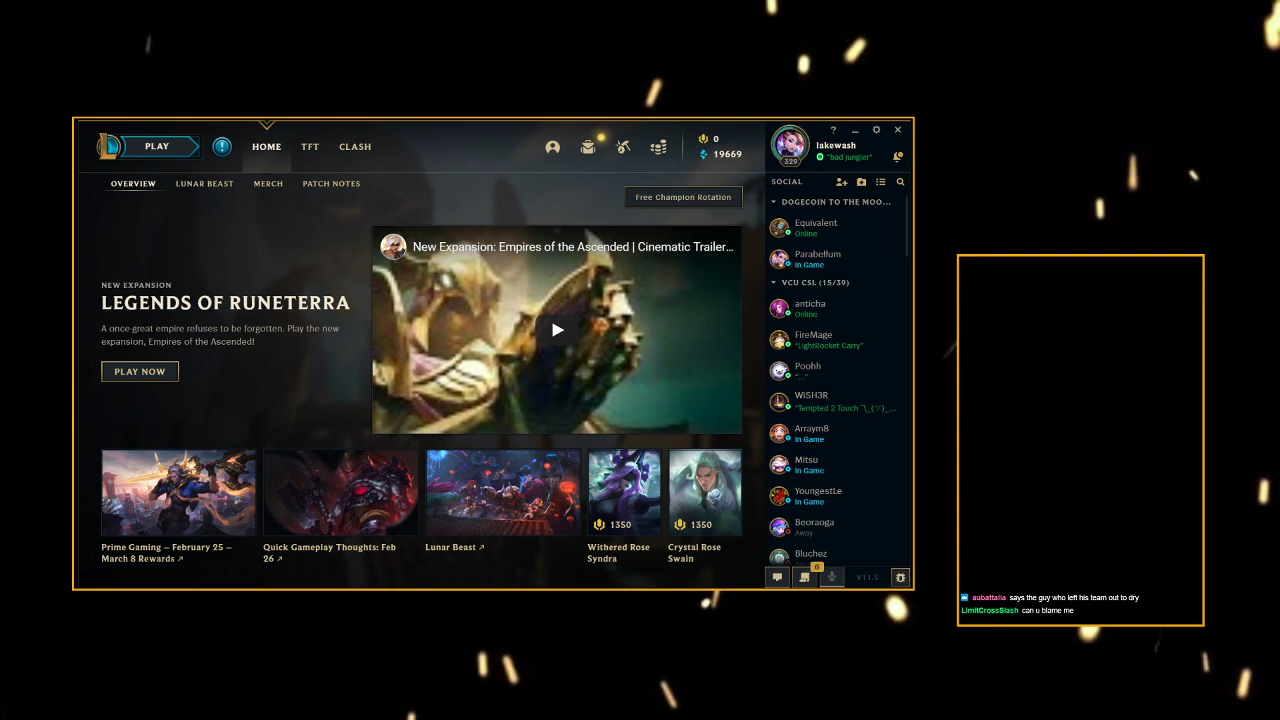 PLAY
HOME
TFT
CLASH
0
19669
?
329
lakewash
"bad jungler"
OVERVIEW
LUNAR BEAST
MERCH
PATCH NOTES
Free Champion Rotation
SOCIAL
DOGECOIN TO THE MOO...
Equivalent
Online
Parabellum
In Game
VCU CSL (15/39)
anticha
Online
FireMage
"LightRocket Carry"
Poohh
WiSH3R
"Tempted 2 Touch ¯\_(ツ)_...
Arraym8
In Game
Mitsu
In Game
YoungestLe
In Game
Beoraoga
Away
Bluchez
6
V11.5
New Expansion: Empires of the Ascended | Cinematic Trailer...
NEW EXPANSION
LEGENDS OF RUNETERRA
A once-great empire refuses to be forgotten. Play the new
expansion, Empires of the Ascended!
PLAY NOW
1350
1350
Prime Gaming – February 25 –
March 8 Rewards
Quick Gameplay Thoughts: Feb
26
Lunar Beast
Withered Rose
Syndra
Crystal Rose
Swain
aubattalia says the guy who left his team out to dry
LimitCrossSlash can u blame me